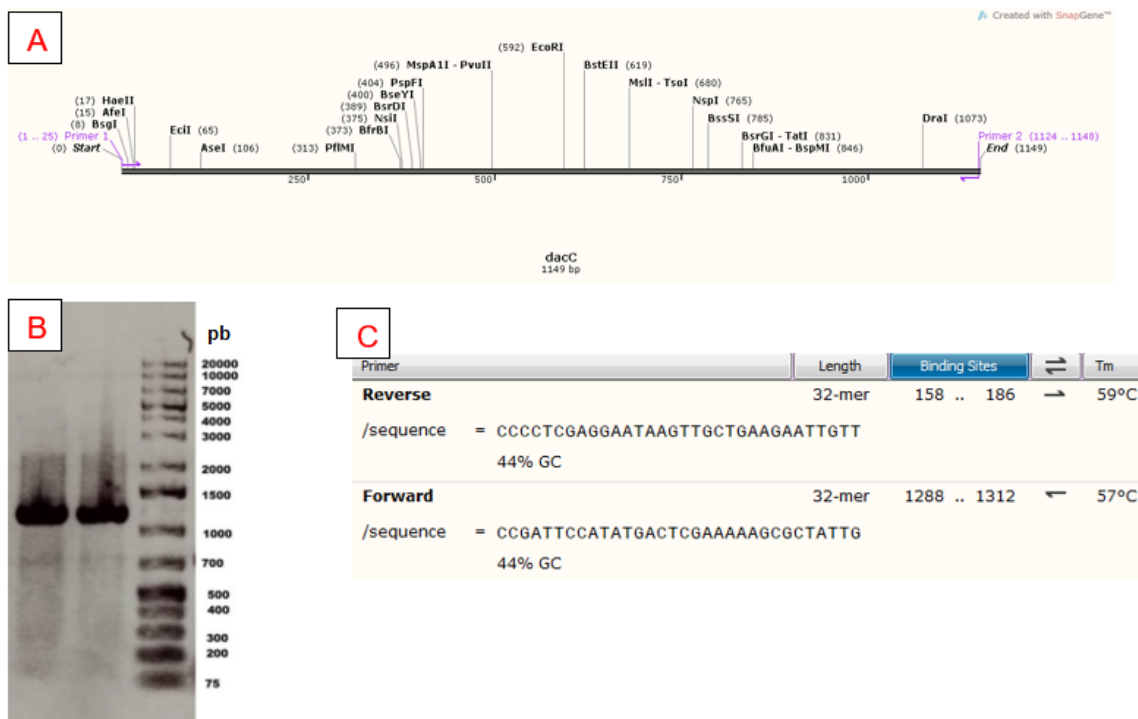 A
Created with SnapGene™
(592) EcoRI
(496) MspA1I - PvuII
BstEII (619)
(404) PspFI
MslI - TsoI (680)
(400) BseYI
(17) HaeII
(389) BsrDI
NspI (765)
(15) AfeI
(375) NsiI
BssSI (785)
(8) BsgI
EciI (65)
(373) BfrBI
BsrGI - TatI (831)
DraI (1073)
(1 .. 25) Primer 1
Primer 2 (1124 .. 1148)
(0) Start
AseI (106)
(313) PflMI
BfuAI - BspMI (846)
End (1149)
250 500 750 1000
dacC
1149 bp
B
pb
20000
10000
7000
5000
4000
3000
2000
1500
1000
700
500
400
300
200
75
C
Primer Length Binding Sites Tm
Reverse 32-mer 158 .. 186 59°C
/sequence = CCCCTCGAGGAATAAGTTGCTGAAGAATTGTT
44% GC
Forward 32-mer 1288 .. 1312 57°C
/sequence = CCGATTCCATATGACTCGAAAAAGCGCTATTG
44% GC